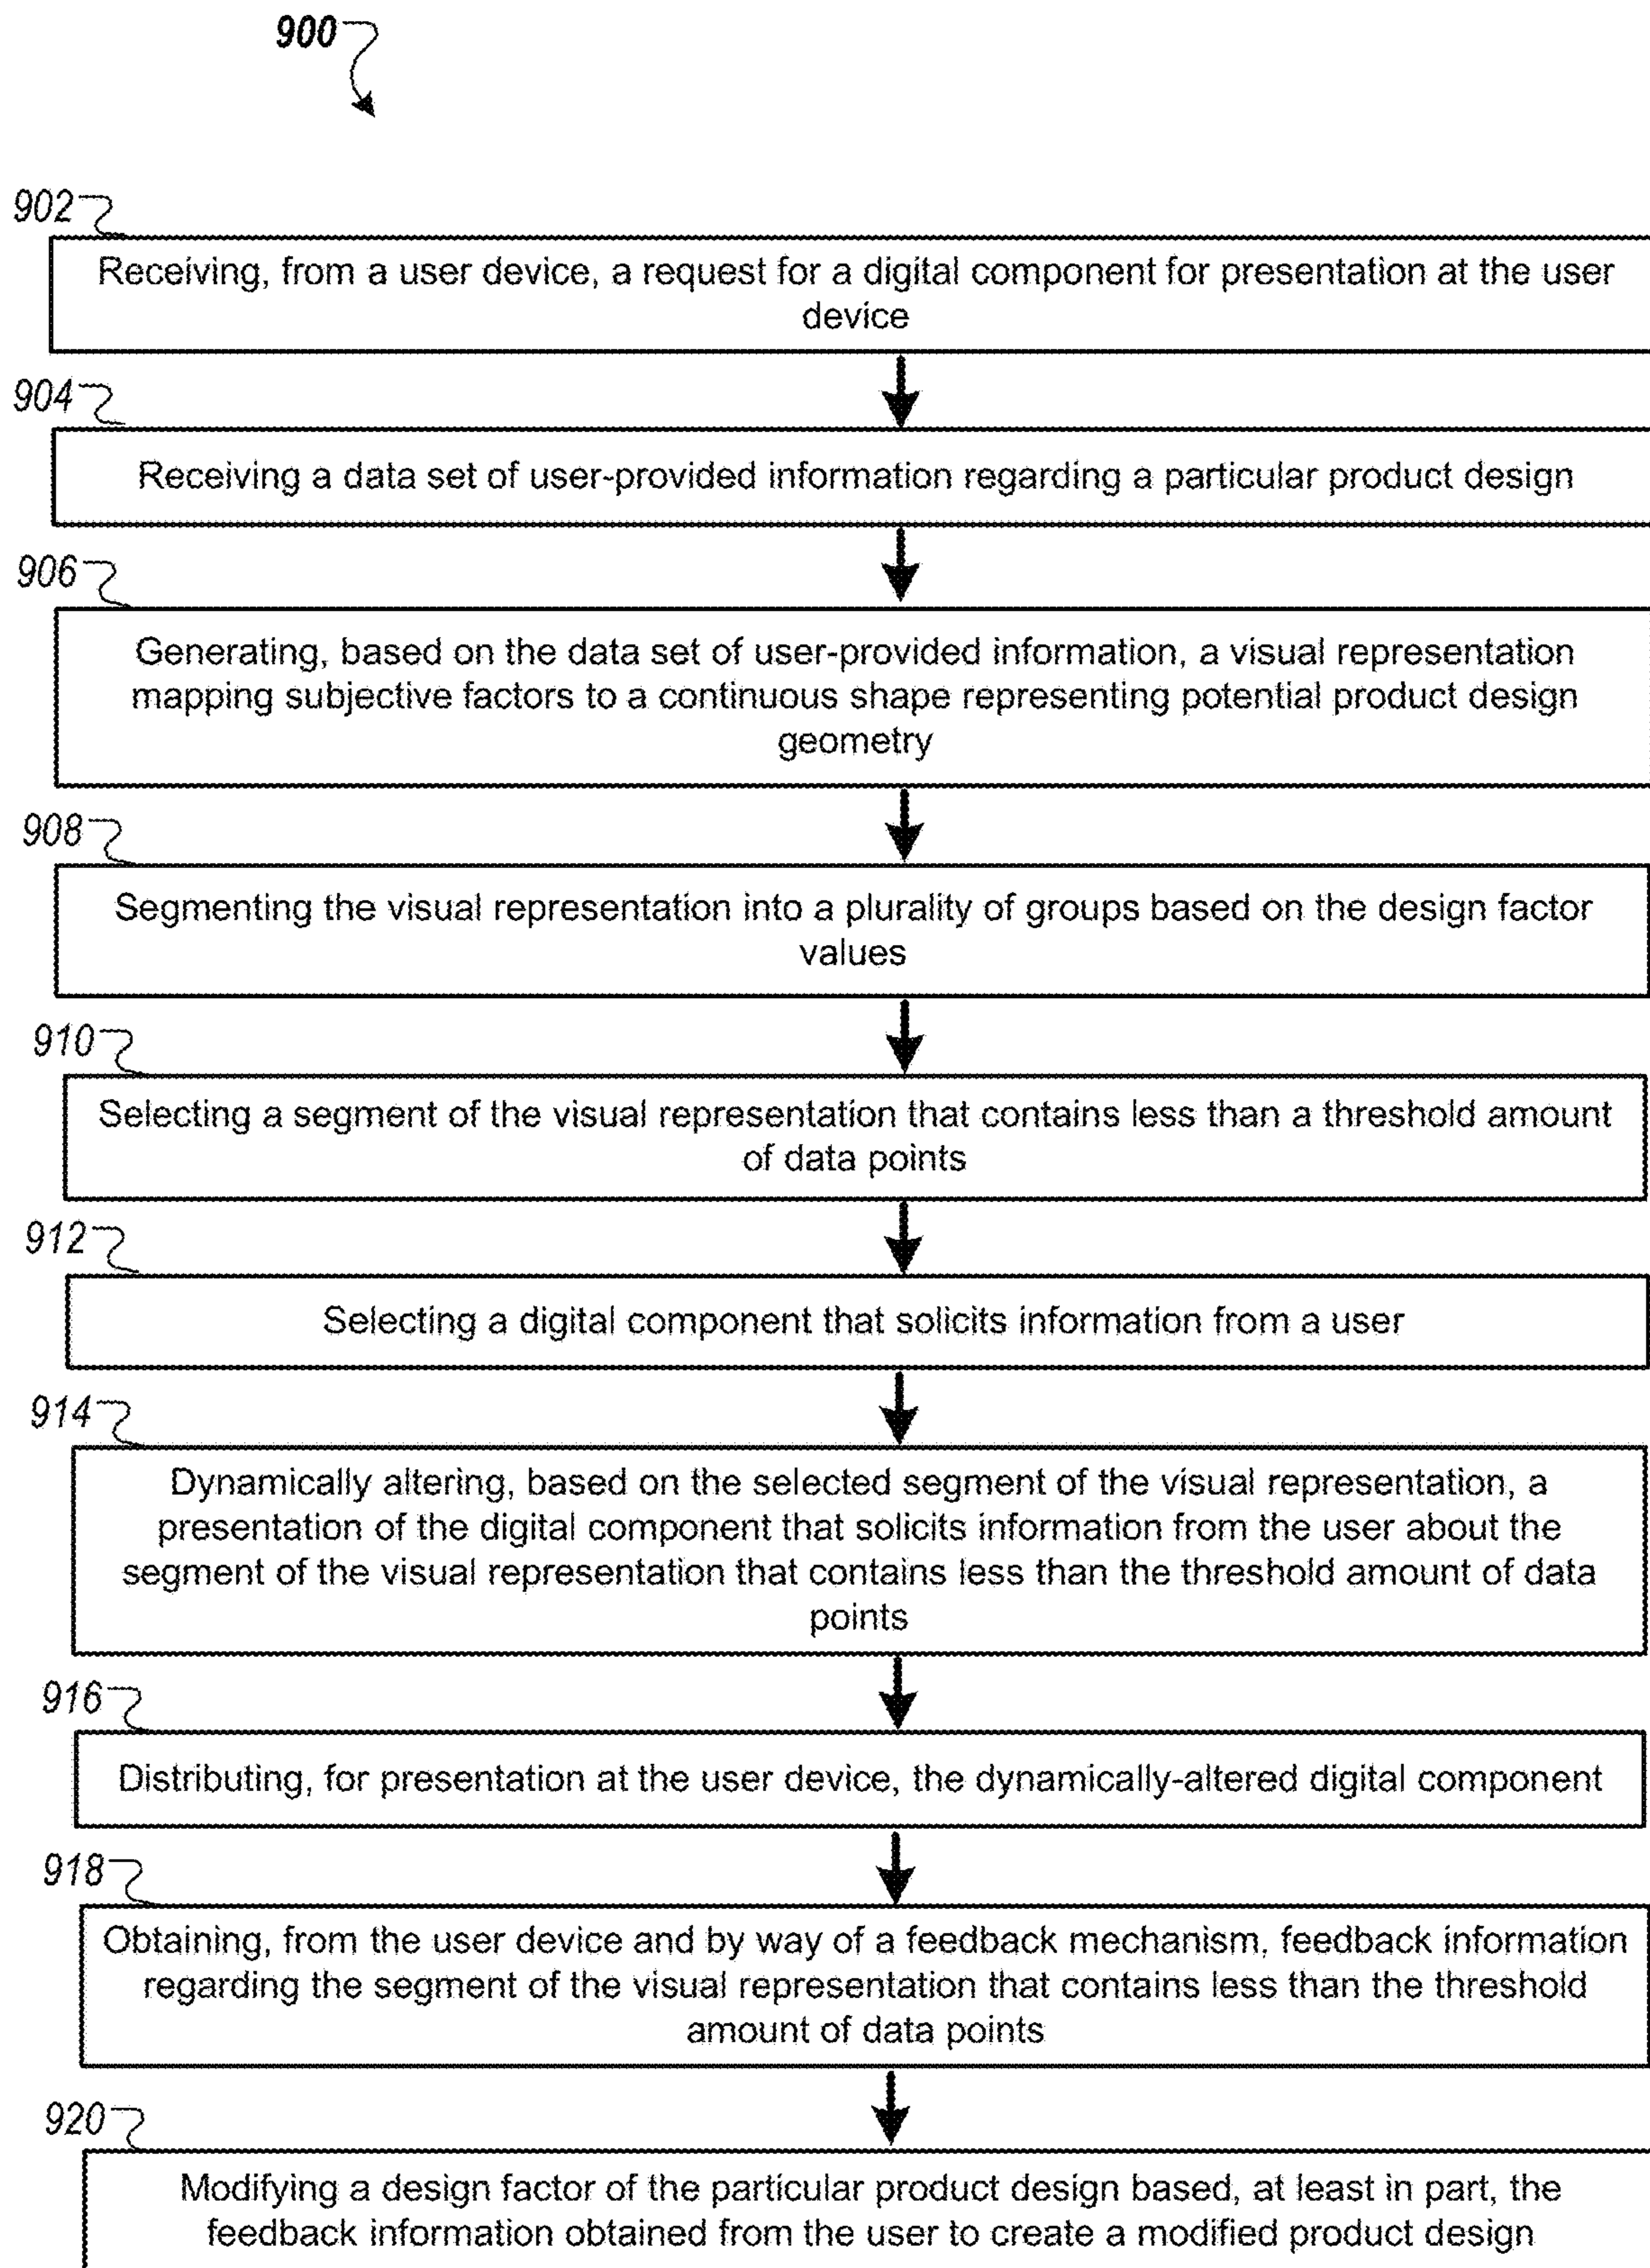 900
902
Receiving, from a user device, a request for a digital component for presentation at the user
device
904
Receiving a data set of user-provided information regarding a particular product design
906
Generating, based on the data set of user-provided information, a visual representation
mapping subjective factors to a continuous shape representing potential product design
geometry
908
Segmenting the visual representation into a plurality of groups based on the design factor
values
910
Selecting a segment of the visual representation that contains less than a threshold amount
of data points
912
Selecting a digital component that solicits information from a user
914
Dynamically altering, based on the selected segment of the visual representation, a
presentation of the digital component that solicits information from the user about the
segment of the visual representation that contains less than the threshold amount of data
points
916
Distributing, for presentation at the user device, the dynamically-altered digital component
918
Obtaining, from the user device and by way of a feedback mechanism, feedback information
regarding the segment of the visual representation that contains less than the threshold
amount of data points
920
Modifying a design factor of the particular product design based, at least in part, the
feedback information obtained from the user to create a modified product design